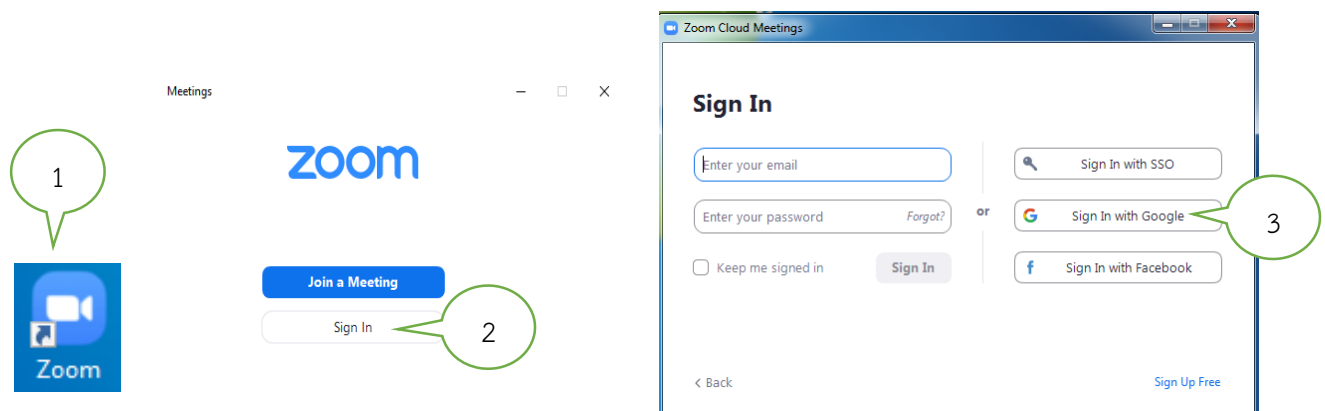 1
Zoom
Meetings
zoom
Join a Meeting
Sign In
2
Zoom Cloud Meetings
Sign In
Enter your email
Enter your password Forgot?
Keep me signed in Sign In
or
Sign In with SSO
Sign In with Google
3
Sign In with Facebook
< Back
Sign Up Free